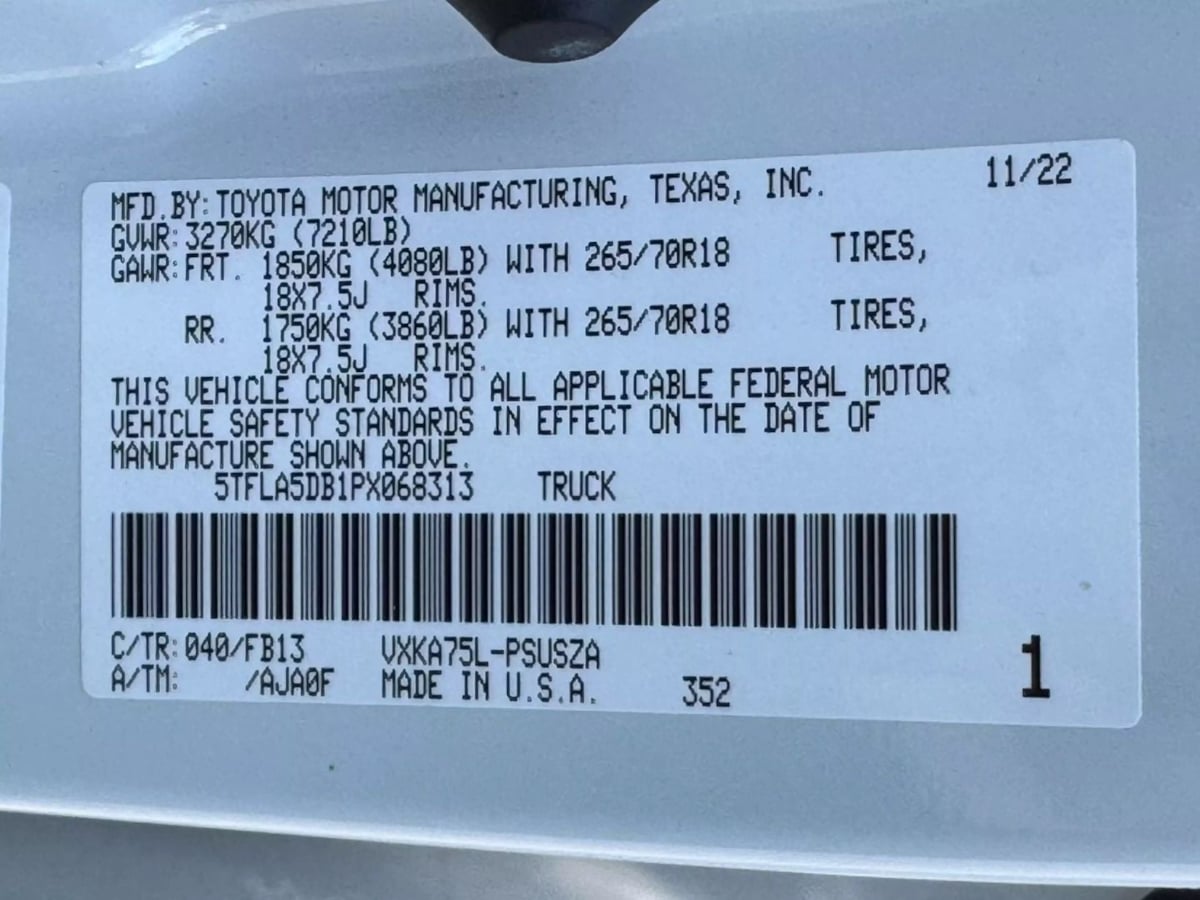 MFD.BY:TOYOTA MOTOR MANUFACTURING, TEXAS, INC. 11/22
GVWR:3270KG (7210LB)
GAWR:FRT. 1850KG (4080LB) WITH 265/70R18 TIRES,
18X7.5J RIMS.
RR. 1750KG (3860LB) WITH 265/70R18 TIRES,
18X7.5J RIMS.
THIS VEHICLE CONFORMS TO ALL APPLICABLE FEDERAL MOTOR
VEHICLE SAFETY STANDARDS IN EFFECT ON THE DATE OF
MANUFACTURE SHOWN ABOVE.
5TFLA5DB1PX068313 TRUCK
C/TR:040/FB13 VXKA75L-PSUSZA
A/TM: /AJA0F MADE IN U.S.A. 352 1